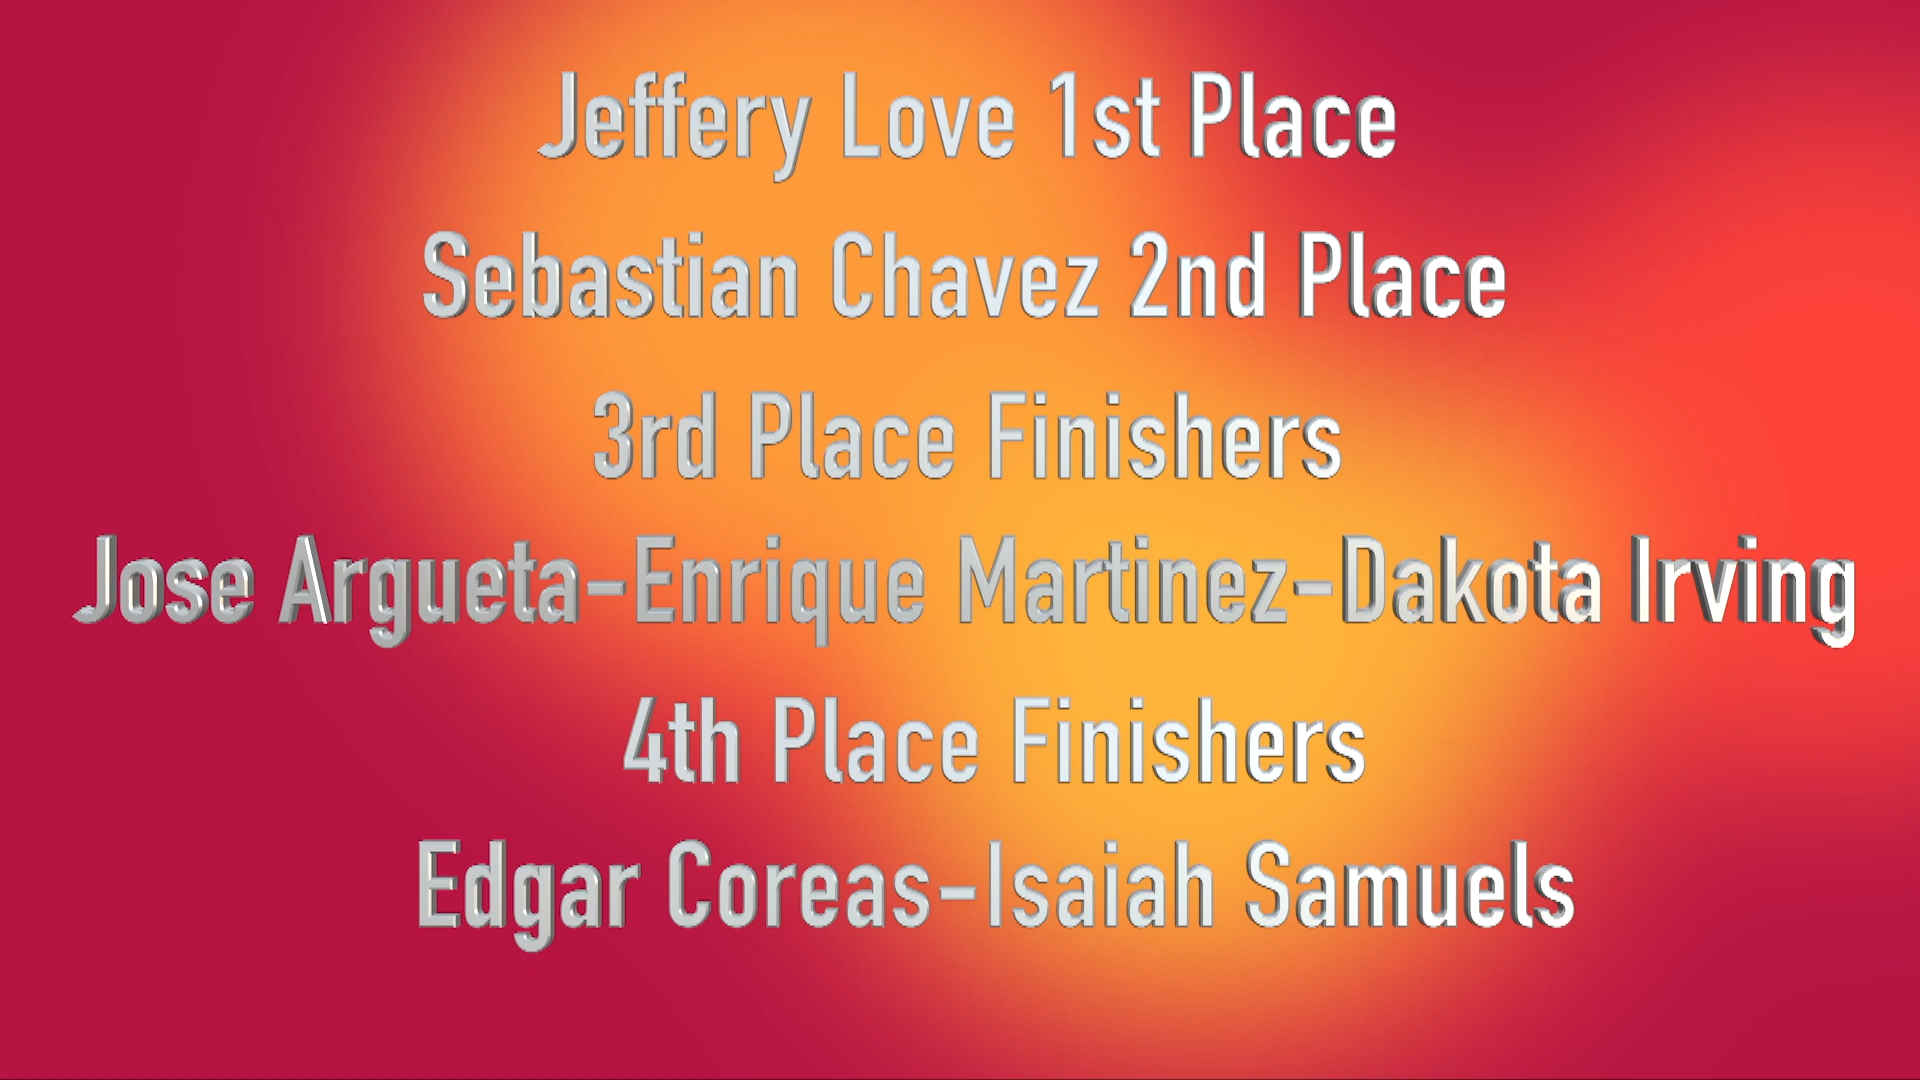 Jeffery Love 1st Place
Sebastian Chavez 2nd Place
3rd Place Finishers
Jose Argueta-Enrique Martinez-Dakota Irving
4th Place Finishers
Edgar Coreas-Isaiah Samuels